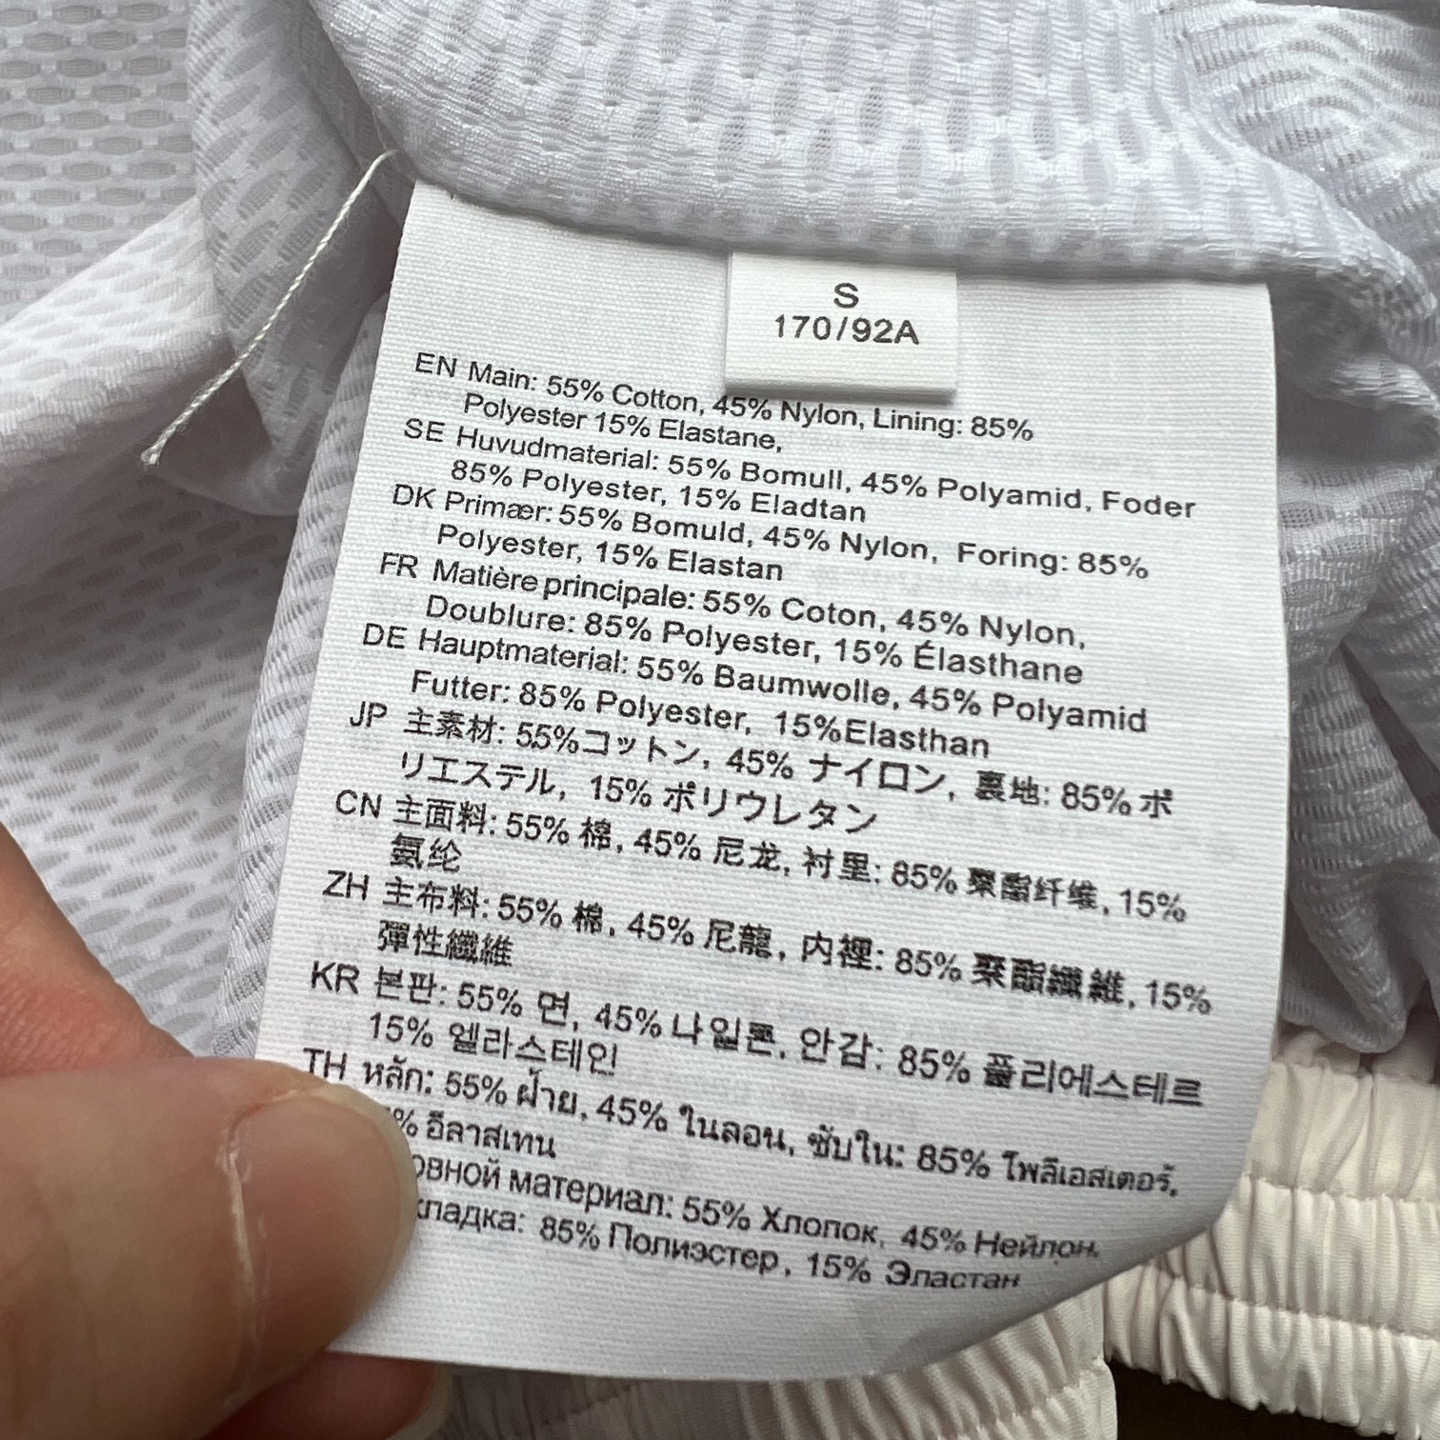 S
170/92A
EN Main: 55% Cotton, 45% Nylon, Lining: 85%
Polyester 15% Elastane,
SE Huvudmaterial: 55% Bomull, 45% Polyamid, Foder
85% Polyester, 15% Eladtan
DK Primær: 55% Bomuld, 45% Nylon, Foring: 85%
Polyester, 15% Elastan
FR Matière principale: 55% Coton, 45% Nylon,
Doublure: 85% Polyester, 15% Élasthane
DE Hauptmaterial: 55% Baumwolle, 45% Polyamid
Futter: 85% Polyester, 15%Elasthan
JP 主素材: 55%コットン, 45% ナイロン, 裏地: 85% ポ
リエステル, 15% ポリウレタン
CN 主面料: 55% 棉, 45% 尼龙, 衬里: 85% 聚酯纤维, 15%
氨纶
ZH 主布料: 55% 棉, 45% 尼龍, 內裡: 85% 聚酯纖維, 15%
彈性纖維
KR 본판: 55% 면, 45% 나일론, 안감: 85% 폴리에스테르
15% 엘라스테인
TH หลัก: 55% ฝ้าย, 45% ไนลอน, ซับใน: 85% โพลีเอสเตอร์,
% อีลาสเทน
овной материал: 55% Хлопок, 45% Нейлон.
кладка: 85% Полиэстер, 15% Эластан